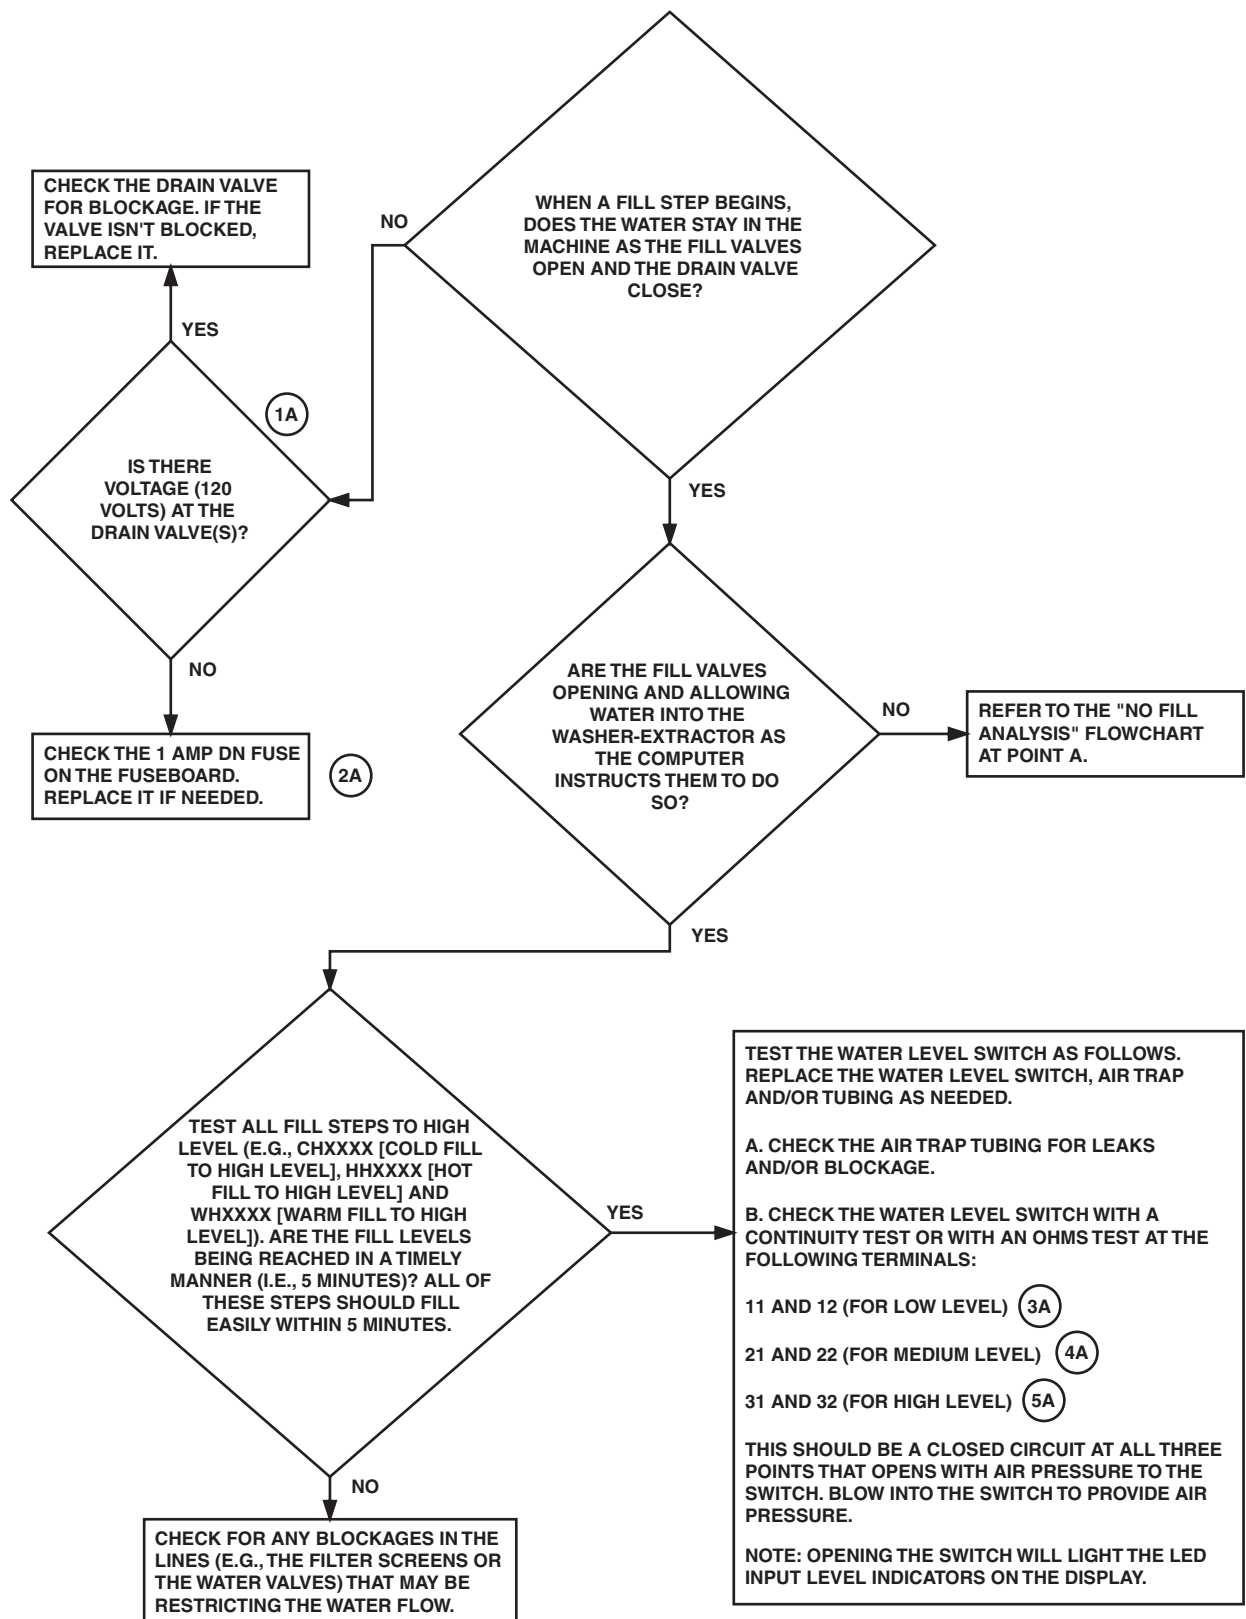 WHEN A FILL STEP BEGINS,
DOES THE WATER STAY IN THE
MACHINE AS THE FILL VALVES
OPEN AND THE DRAIN VALVE
CLOSE?
NO
YES
CHECK THE DRAIN VALVE
FOR BLOCKAGE. IF THE
VALVE ISN'T BLOCKED,
REPLACE IT.
YES
1A
IS THERE
VOLTAGE (120
VOLTS) AT THE
DRAIN VALVE(S)?
NO
CHECK THE 1 AMP DN FUSE
ON THE FUSEBOARD.
REPLACE IT IF NEEDED.
2A
ARE THE FILL VALVES
OPENING AND ALLOWING
WATER INTO THE
WASHER-EXTRACTOR AS
THE COMPUTER
INSTRUCTS THEM TO DO
SO?
NO
REFER TO THE "NO FILL
ANALYSIS" FLOWCHART
AT POINT A.
YES
TEST ALL FILL STEPS TO HIGH
LEVEL (E.G., CHXXXX [COLD FILL
TO HIGH LEVEL], HHXXXX [HOT
FILL TO HIGH LEVEL] AND
WHXXXX [WARM FILL TO HIGH
LEVEL]). ARE THE FILL LEVELS
BEING REACHED IN A TIMELY
MANNER (I.E., 5 MINUTES)? ALL OF
THESE STEPS SHOULD FILL
EASILY WITHIN 5 MINUTES.
YES
NO
CHECK FOR ANY BLOCKAGES IN THE
LINES (E.G., THE FILTER SCREENS OR
THE WATER VALVES) THAT MAY BE
RESTRICTING THE WATER FLOW.
TEST THE WATER LEVEL SWITCH AS FOLLOWS.
REPLACE THE WATER LEVEL SWITCH, AIR TRAP
AND/OR TUBING AS NEEDED.
A. CHECK THE AIR TRAP TUBING FOR LEAKS
AND/OR BLOCKAGE.
B. CHECK THE WATER LEVEL SWITCH WITH A
CONTINUITY TEST OR WITH AN OHMS TEST AT THE
FOLLOWING TERMINALS:
11 AND 12 (FOR LOW LEVEL) 3A
21 AND 22 (FOR MEDIUM LEVEL) 4A
31 AND 32 (FOR HIGH LEVEL) 5A
THIS SHOULD BE A CLOSED CIRCUIT AT ALL THREE
POINTS THAT OPENS WITH AIR PRESSURE TO THE
SWITCH. BLOW INTO THE SWITCH TO PROVIDE AIR
PRESSURE.
NOTE: OPENING THE SWITCH WILL LIGHT THE LED
INPUT LEVEL INDICATORS ON THE DISPLAY.